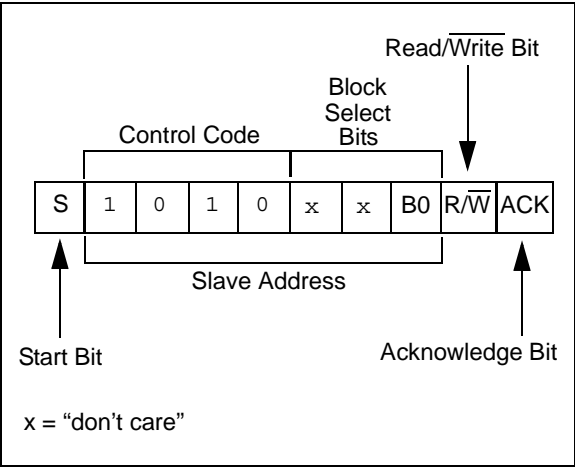 Read/Write Bit
Block
Select
Bits
Control Code
S 1 0 1 0 x x B0 R/W ACK
Slave Address
Start Bit
Acknowledge Bit
x = “don’t care”